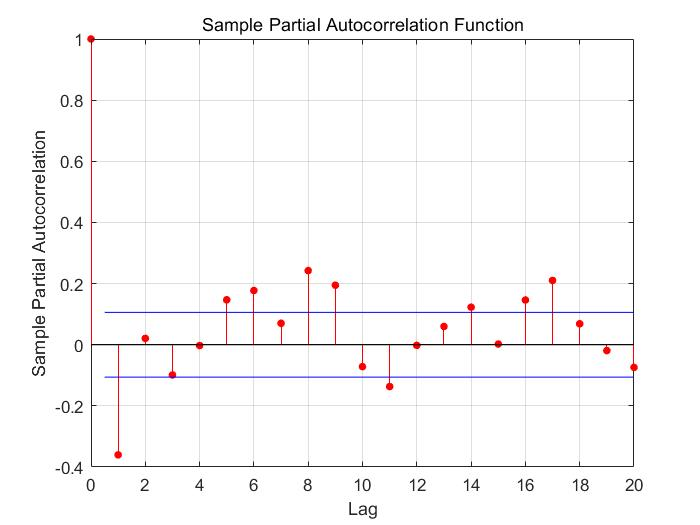 Sample Partial Autocorrelation Function
1
0.8
0.6
0.4
0.2
0
-0.2
-0.4
Sample Partial Autocorrelation
0 2 4 6 8 10 12 14 16 18 20
Lag